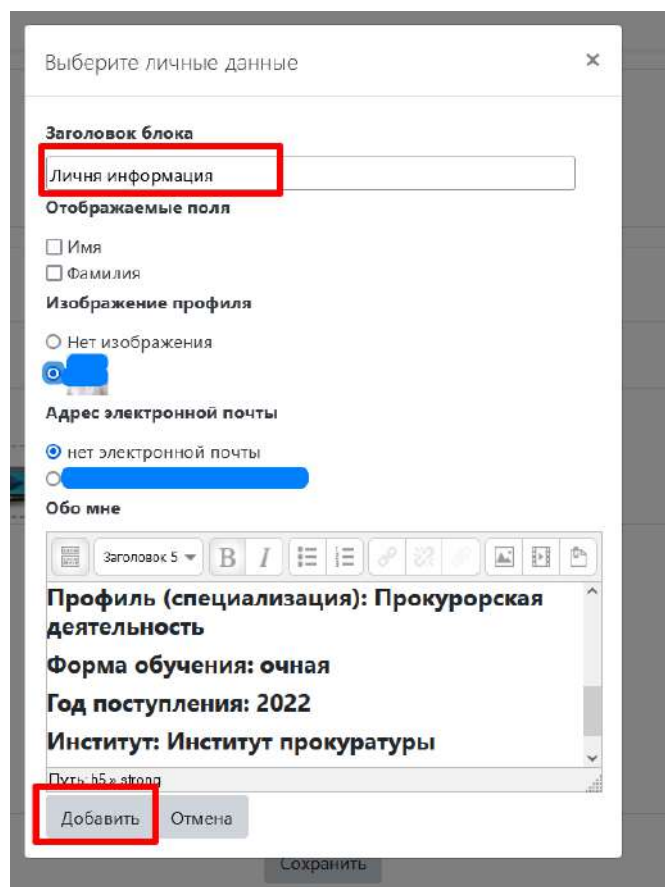 Выберите личные данные ×
Заголовок блока
Личня информация
Отображаемые поля
Имя
Фамилия
Изображение профиля
Нет изображения
Адрес электронной почты
нет электронной почты
Обо мне
Заголовок 5 B I
Профиль (специализация): Прокурорская
деятельность
Форма обучения: очная
Год поступления: 2022
Институт: Институт прокуратуры
Путь: h5 » strong
Добавить Отмена
Сохранить